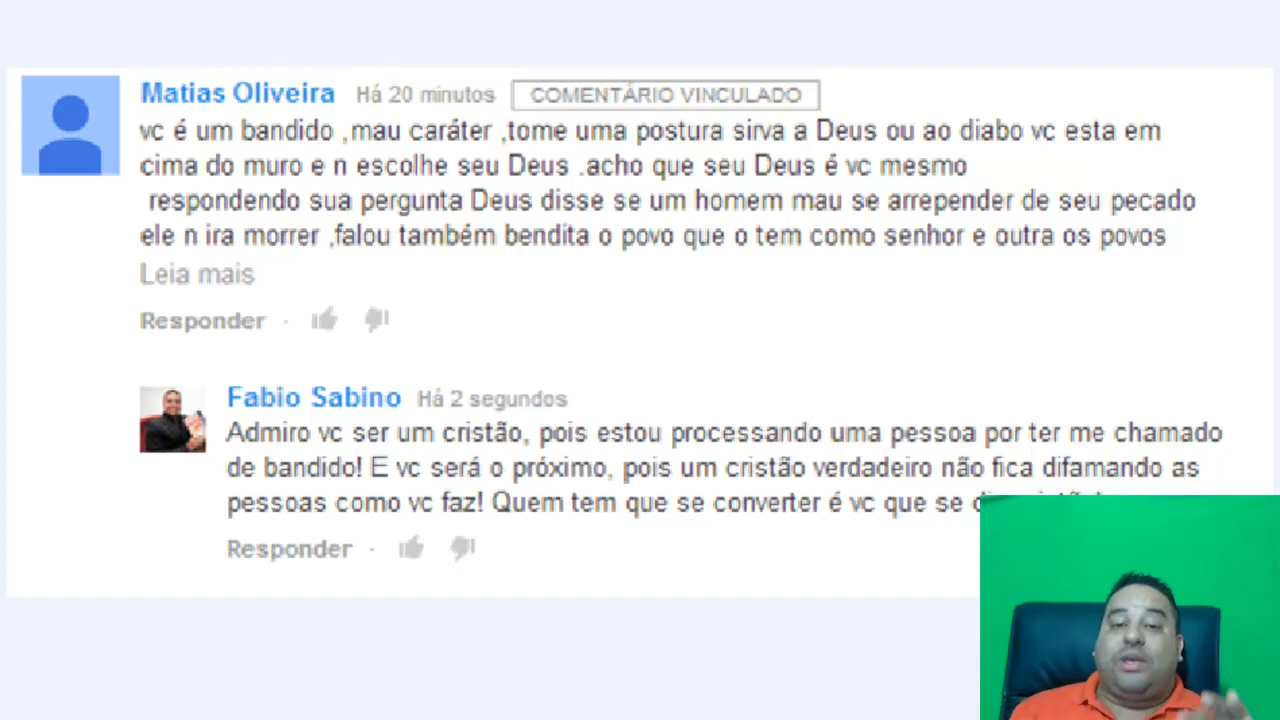 Matias Oliveira Há 20 minutos COMENTÁRIO VINCULADO
vc é um bandido ,mau caráter ,tome uma postura sirva a Deus ou ao diabo vc esta em
cima do muro e n escolhe seu Deus .acho que seu Deus é vc mesmo
respondendo sua pergunta Deus disse se um homem mau se arrepender de seu pecado
ele n ira morrer ,falou também bendita o povo que o tem como senhor e outra os povos
Leia mais
Responder ·
Fabio Sabino Há 2 segundos
Admiro vc ser um cristão, pois estou processando uma pessoa por ter me chamado
de bandido! E vc será o próximo, pois um cristão verdadeiro não fica difamando as
pessoas como vc faz! Quem tem que se converter é vc que se
Responder ·